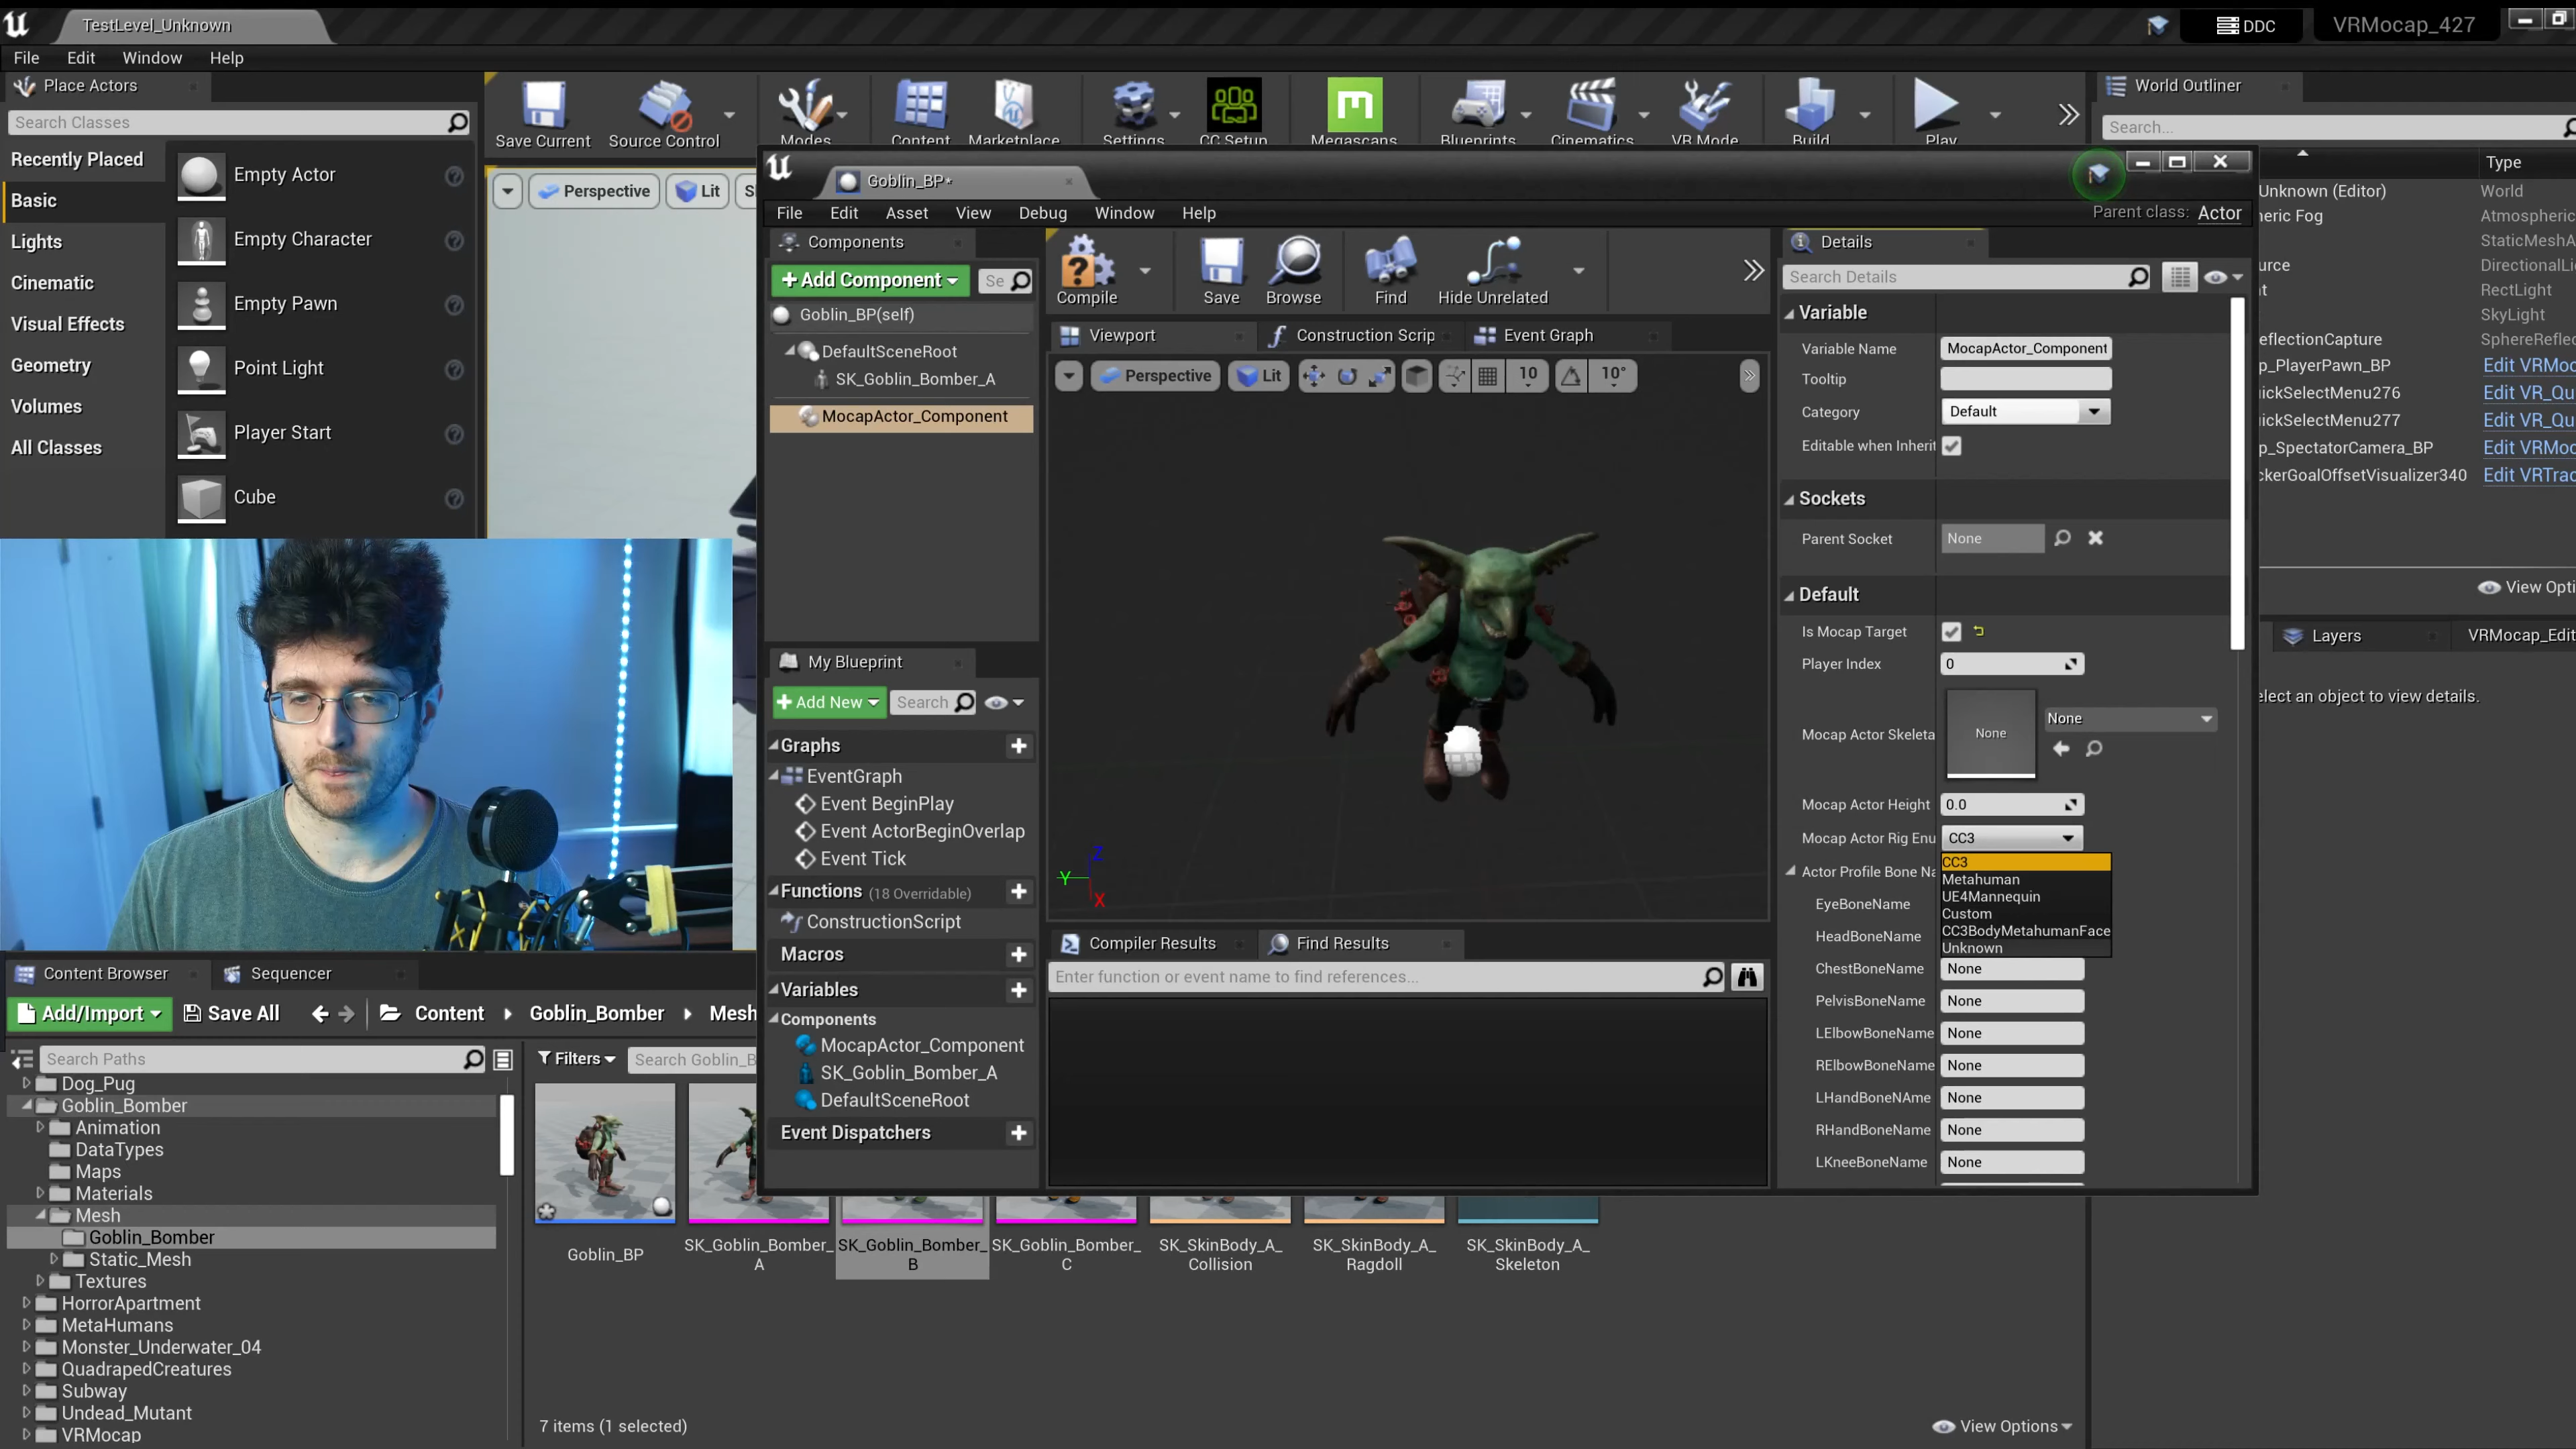 TestLevel_Unknown
DDC
VRMocap_427
File Edit Window Help
Place Actors
Search Classes
Recently Placed
Basic
Lights
Cinematic
Visual Effects
Geometry
Volumes
All Classes
Empty Actor
Empty Character
Empty Pawn
Point Light
Player Start
Cube
Save Current
Source Control
Modes
Content
Marketplace
Settings
CC Setup
Megascans
Blueprints
Cinematics
VR Mode
Build
Play
Perspective
Lit
World Outliner
Search...
Type
Unknown (Editor) World
eric Fog Atmospheric
StaticMeshA
urce DirectionalLi
t RectLight
SkyLight
eflectionCapture SphereReflec
p_PlayerPawn_BP Edit VRMoc
ickSelectMenu276 Edit VR_Qu
ickSelectMenu277 Edit VR_Qu
p_SpectatorCamera_BP Edit VRMoc
ckerGoalOffsetVisualizer340 Edit VRTrac
View Opti
Layers
VRMocap_Edit
elect an object to view details.
Goblin_BP*
File Edit Asset View Debug Window Help
Parent class: Actor
Components
+Add Component
Se
Goblin_BP(self)
DefaultSceneRoot
SK_Goblin_Bomber_A
MocapActor_Component
Compile
Save
Browse
Find
Hide Unrelated
Viewport
Construction Scrip
Event Graph
Perspective
Lit
10
10°
Z
Y
X
My Blueprint
+Add New
Search
Graphs
EventGraph
Event BeginPlay
Event ActorBeginOverlap
Event Tick
Functions (18 Overridable)
ConstructionScript
Macros
Variables
Components
MocapActor_Component
SK_Goblin_Bomber_A
DefaultSceneRoot
Event Dispatchers
Compiler Results
Find Results
Enter function or event name to find references...
Details
Search Details
Variable
Variable Name MocapActor_Component
Tooltip
Category Default
Editable when Inherit
Sockets
Parent Socket None
Default
Is Mocap Target
Player Index 0
Mocap Actor Skeleta None None
Mocap Actor Height 0.0
Mocap Actor Rig Enu CC3
CC3
Metahuman
UE4Mannequin
Custom
CC3BodyMetahumanFace
Unknown
Actor Profile Bone Na
EyeBoneName
HeadBoneName
ChestBoneName None
PelvisBoneName None
LElbowBoneName None
RElbowBoneName None
LHandBoneNAme None
RHandBoneName None
LKneeBoneName None
Content Browser
Sequencer
Add/Import
Save All
Content
Goblin_Bomber
Mesh
Search Paths
Filters
Search Goblin_B
Dog_Pug
Goblin_Bomber
Animation
DataTypes
Maps
Materials
Mesh
Goblin_Bomber
Static_Mesh
Textures
HorrorApartment
MetaHumans
Monster_Underwater_04
QuadrapedCreatures
Subway
Undead_Mutant
VRMocap
Goblin_BP
SK_Goblin_Bomber_
A
SK_Goblin_Bomber_
B
SK_Goblin_Bomber_
C
SK_SkinBody_A_
Collision
SK_SkinBody_A_
Ragdoll
SK_SkinBody_A_
Skeleton
7 items (1 selected)
View Options